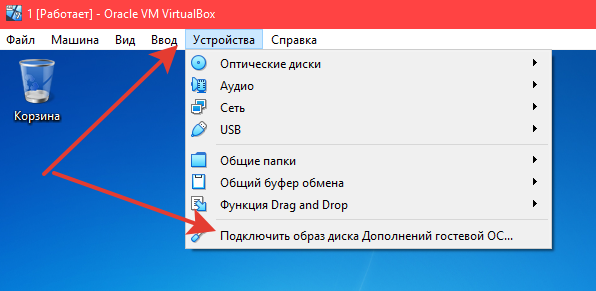 1 [Работает] - Oracle VM VirtualBox
Файл Машина Вид Ввод Устройства Справка
Корзина
Оптические диски
Аудио
Сеть
USB
Общие папки
Общий буфер обмена
Функция Drag and Drop
Подключить образ диска Дополнений гостевой ОС...